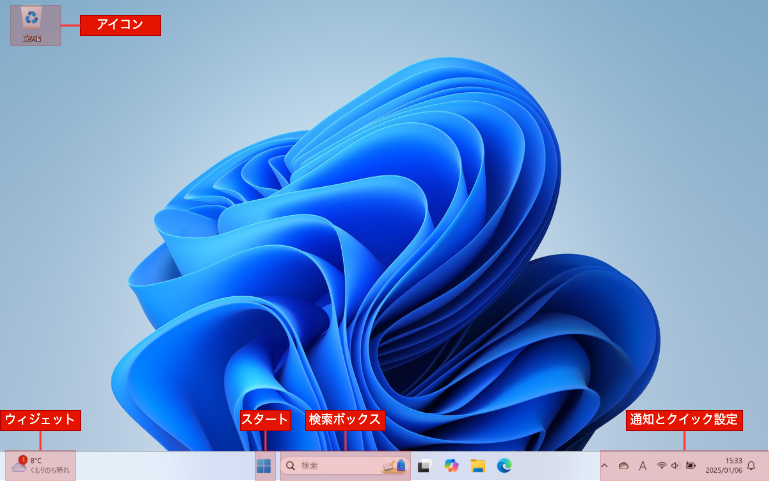 アイコン
ごみ箱
ウィジェット
スタート
検索ボックス
通知とクイック設定
1
8°C
くもりのち晴れ
検索
A
15:33
2025/01/06